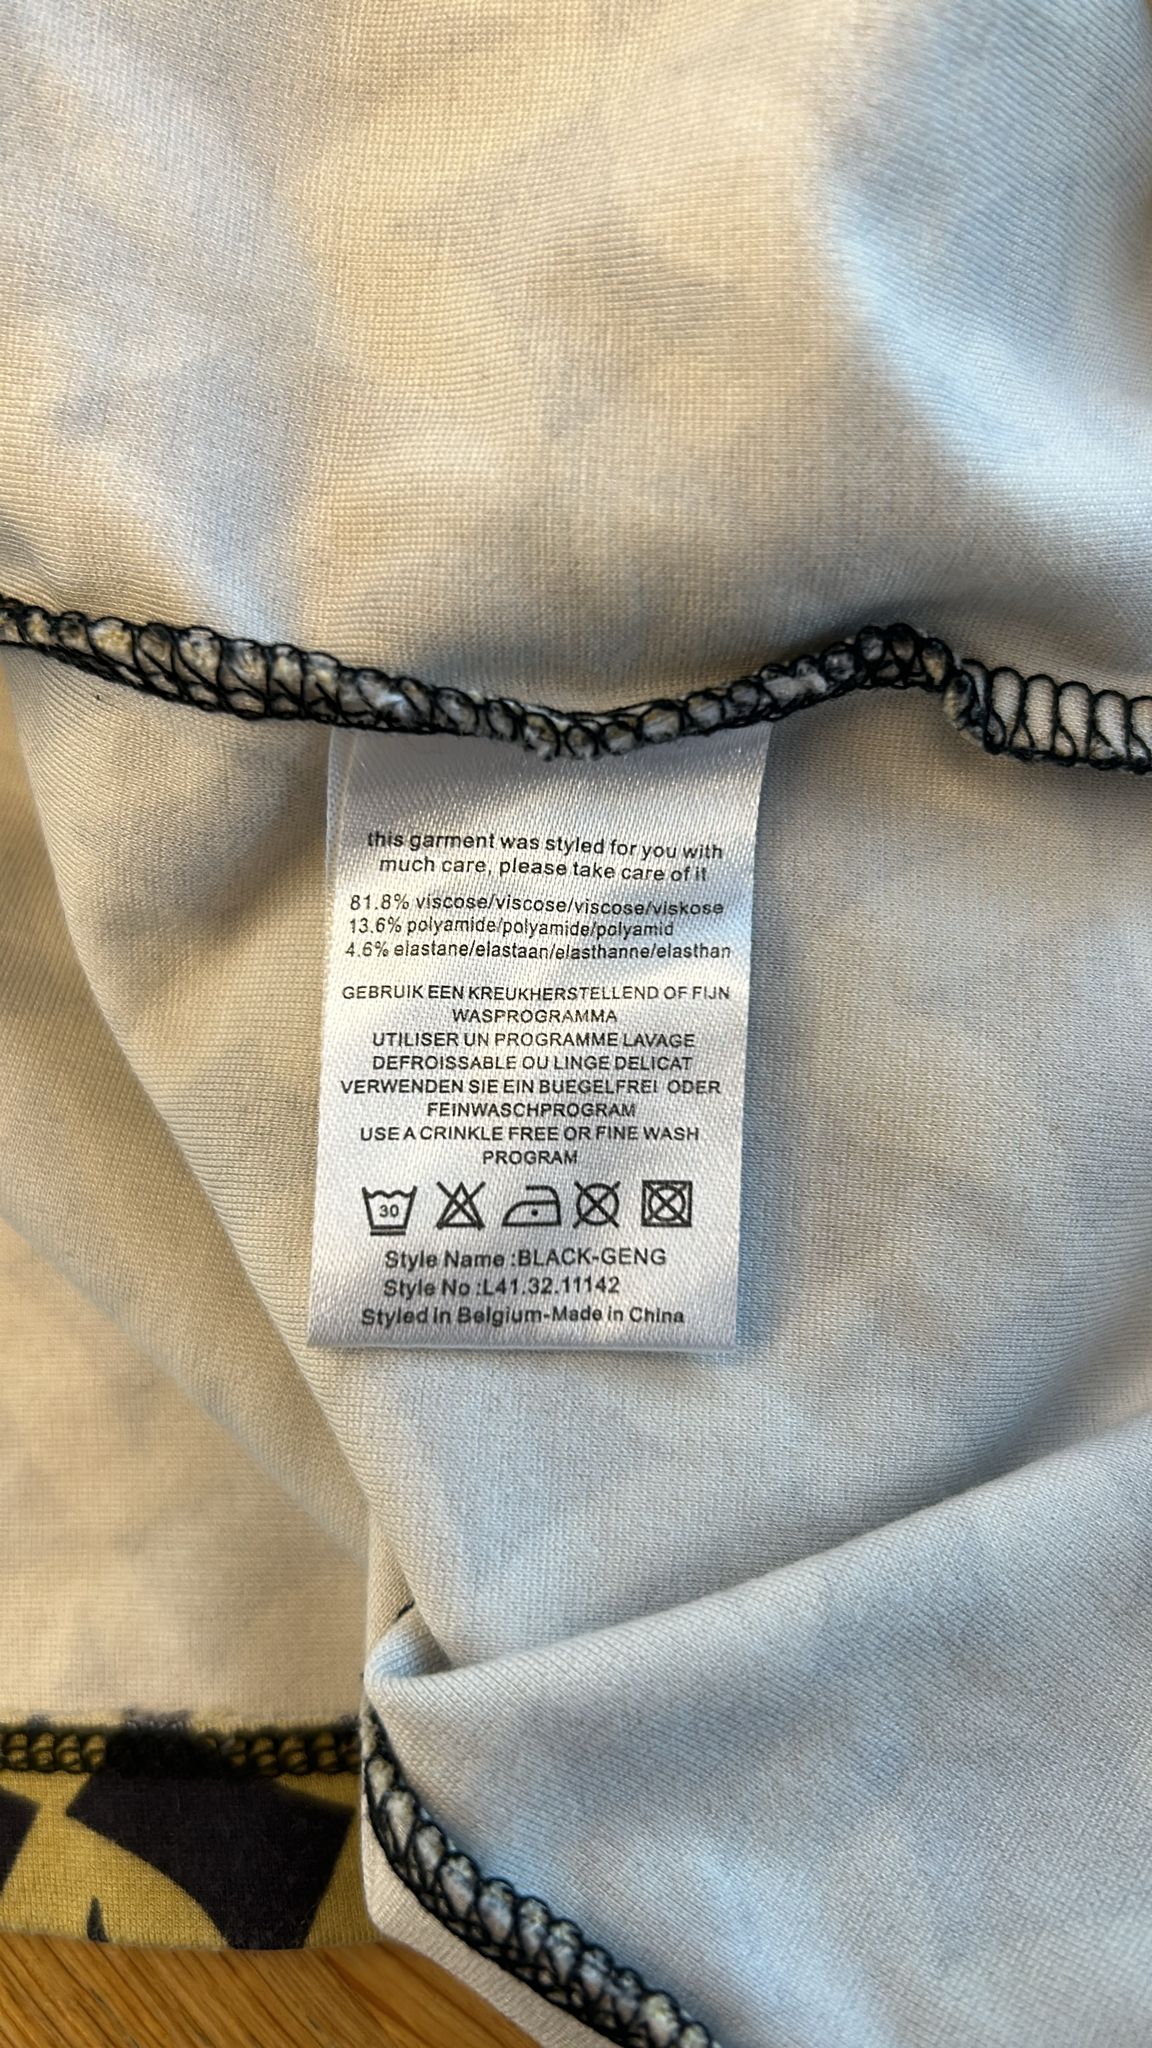 this garment was styled for you with
much care, please take care of it
81.8% viscose/viscose/viscose/viskose
13.6% polyamide/polyamide/polyamid
4.6% elastane/elastaan/elasthanne/elasthan
GEBRUIK EEN KREUKHERSTELLEND OF FIJN
WASPROGRAMMA
UTILISER UN PROGRAMME LAVAGE
DEFROISSABLE OU LINGE DELICAT
VERWENDEN SIE EIN BUEGELFREI ODER
FEINWASCHPROGRAM
USE A CRINKLE FREE OR FINE WASH
PROGRAM
30
Style Name :BLACK-GENG
Style No :L41.32.11142
Styled in Belgium-Made in China